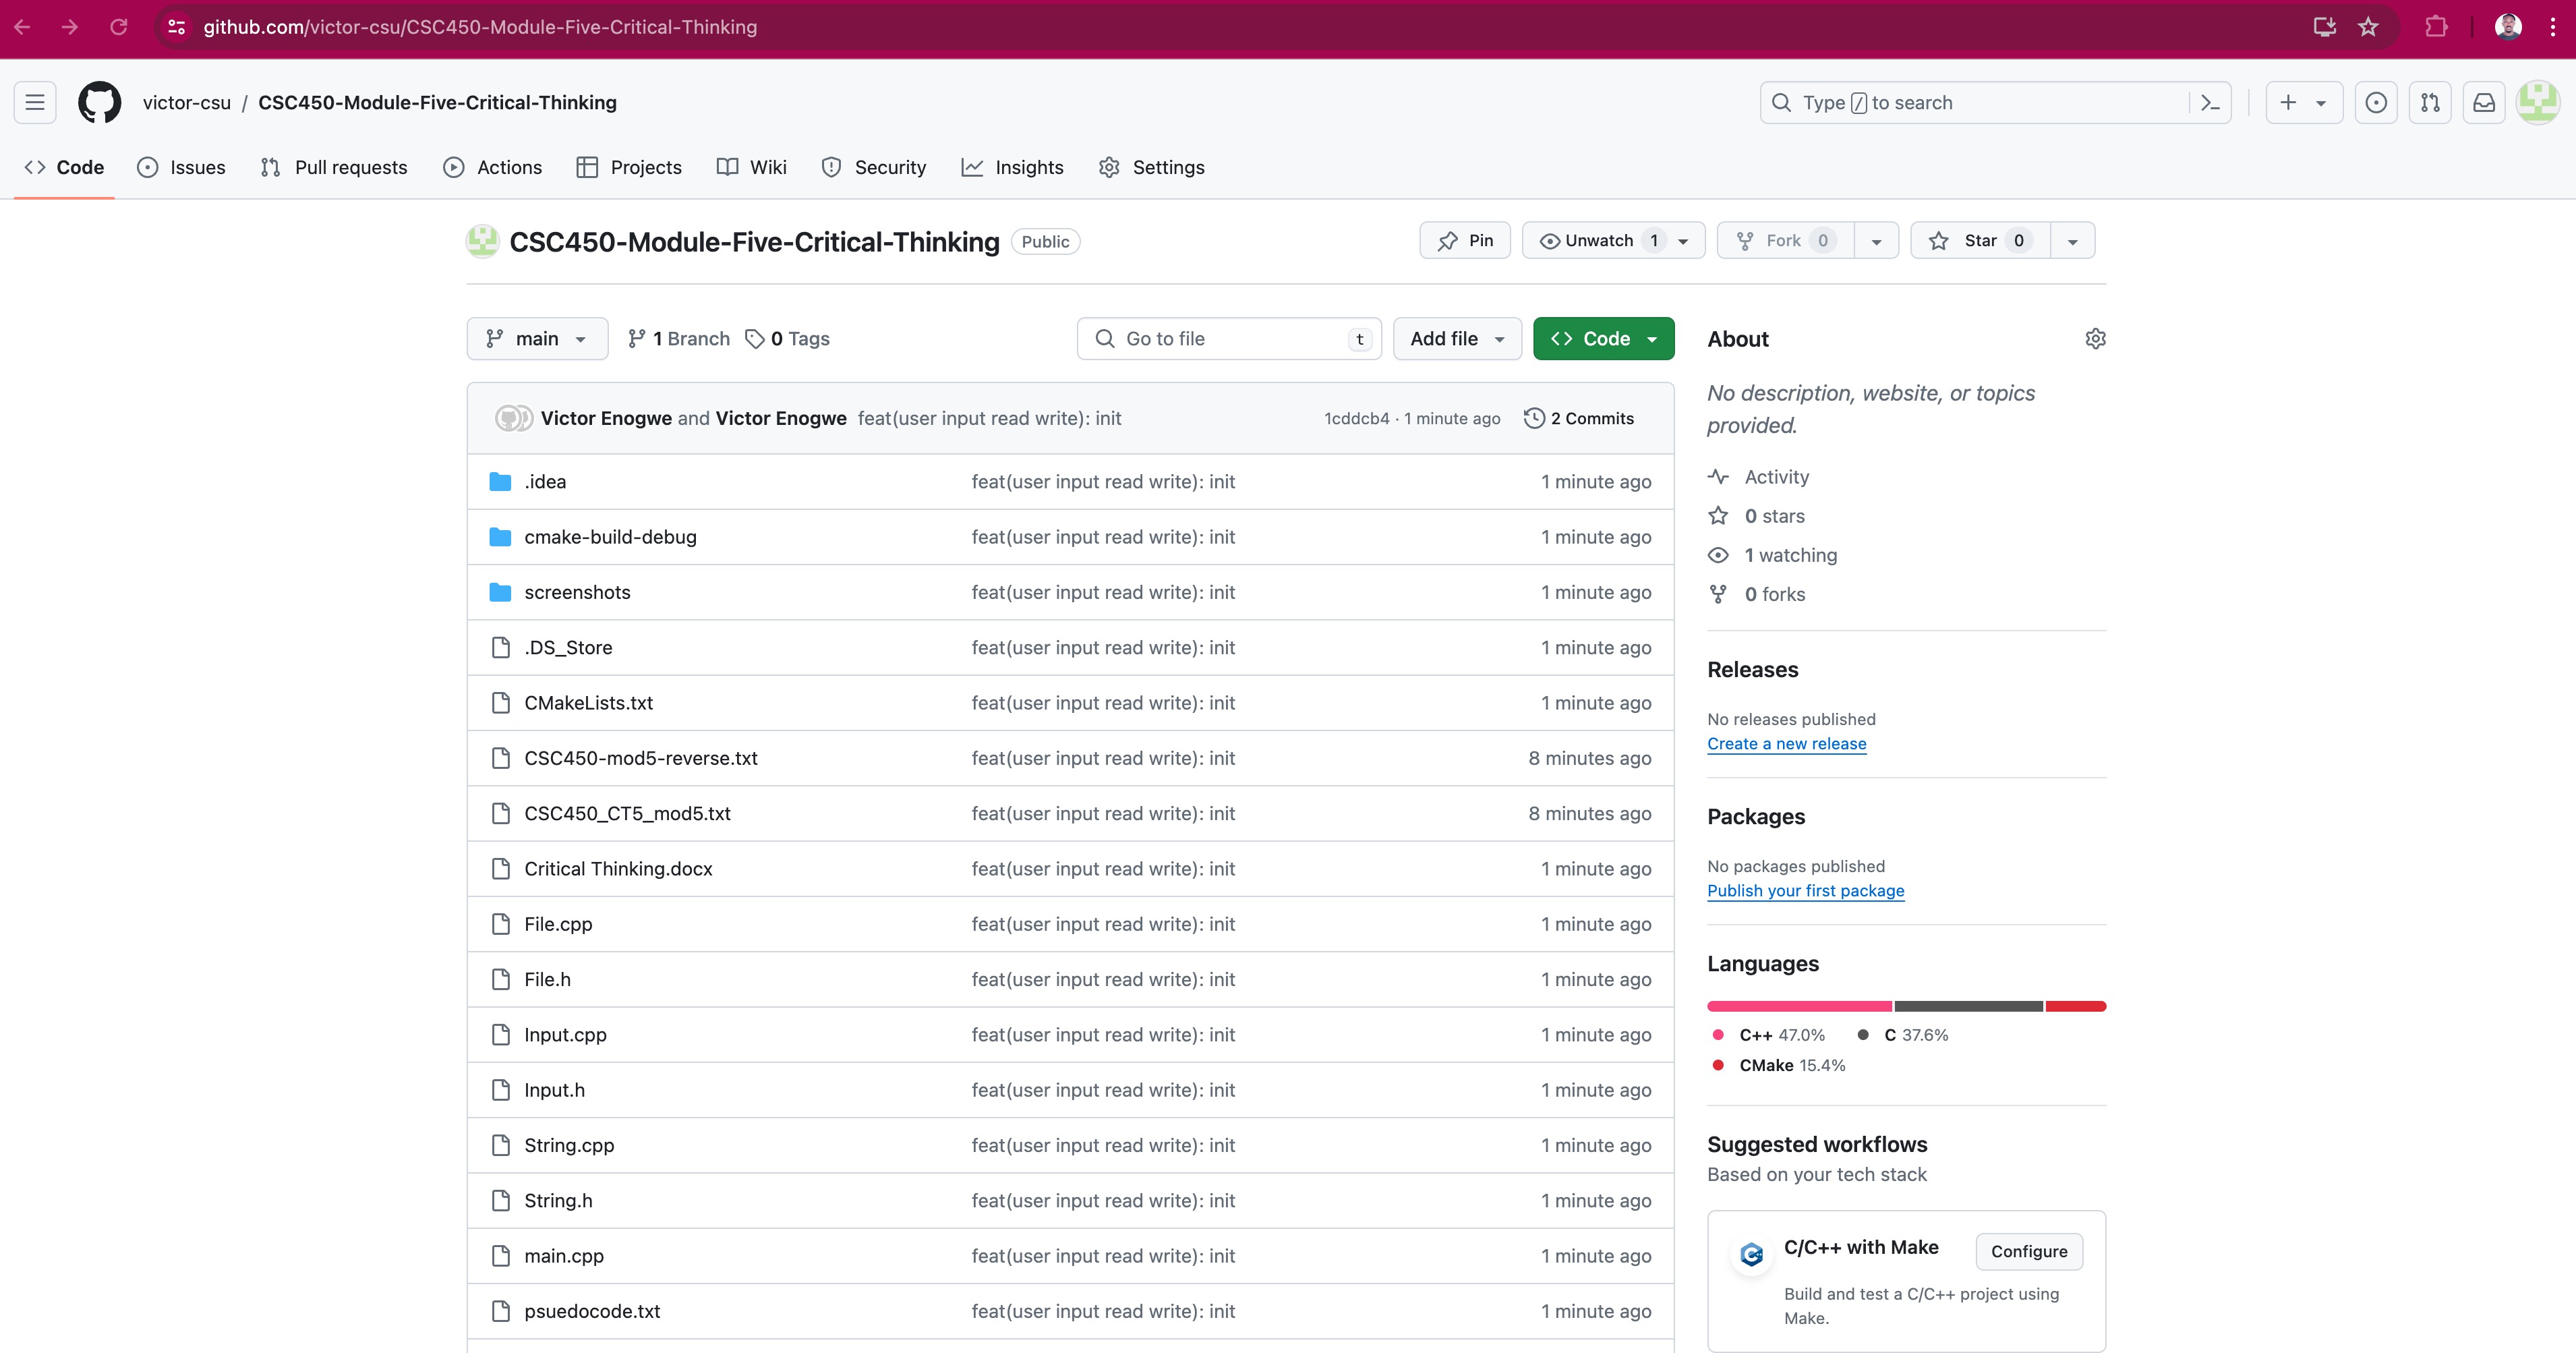 github.com/victor-csu/CSC450-Module-Five-Critical-Thinking
victor-csu / CSC450-Module-Five-Critical-Thinking
Type / to search
Code Issues Pull requests Actions Projects Wiki Security Insights Settings
CSC450-Module-Five-Critical-Thinking Public
Pin Unwatch 1 Fork 0 Star 0
main 1 Branch 0 Tags Go to file t Add file Code
Victor Enogwe and Victor Enogwe feat(user input read write): init 1cddcb4 · 1 minute ago 2 Commits
.idea feat(user input read write): init 1 minute ago
cmake-build-debug feat(user input read write): init 1 minute ago
screenshots feat(user input read write): init 1 minute ago
.DS_Store feat(user input read write): init 1 minute ago
CMakeLists.txt feat(user input read write): init 1 minute ago
CSC450-mod5-reverse.txt feat(user input read write): init 8 minutes ago
CSC450_CT5_mod5.txt feat(user input read write): init 8 minutes ago
Critical Thinking.docx feat(user input read write): init 1 minute ago
File.cpp feat(user input read write): init 1 minute ago
File.h feat(user input read write): init 1 minute ago
Input.cpp feat(user input read write): init 1 minute ago
Input.h feat(user input read write): init 1 minute ago
String.cpp feat(user input read write): init 1 minute ago
String.h feat(user input read write): init 1 minute ago
main.cpp feat(user input read write): init 1 minute ago
psuedocode.txt feat(user input read write): init 1 minute ago
About
No description, website, or topics
provided.
Activity
0 stars
1 watching
0 forks
Releases
No releases published
Create a new release
Packages
No packages published
Publish your first package
Languages
C++ 47.0% C 37.6%
CMake 15.4%
Suggested workflows
Based on your tech stack
C/C++ with Make Configure
Build and test a C/C++ project using
Make.